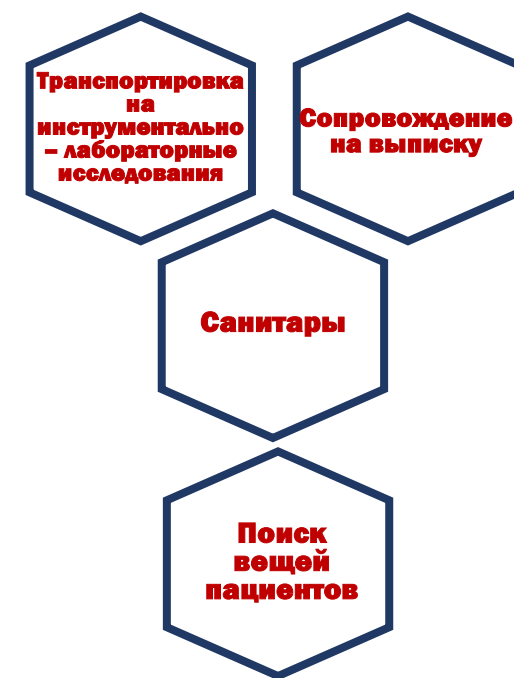 Транспортировка
на
инструментально
– лабораторные
исследования
Сопровождение
на выписку
Санитары
Поиск
вещей
пациентов